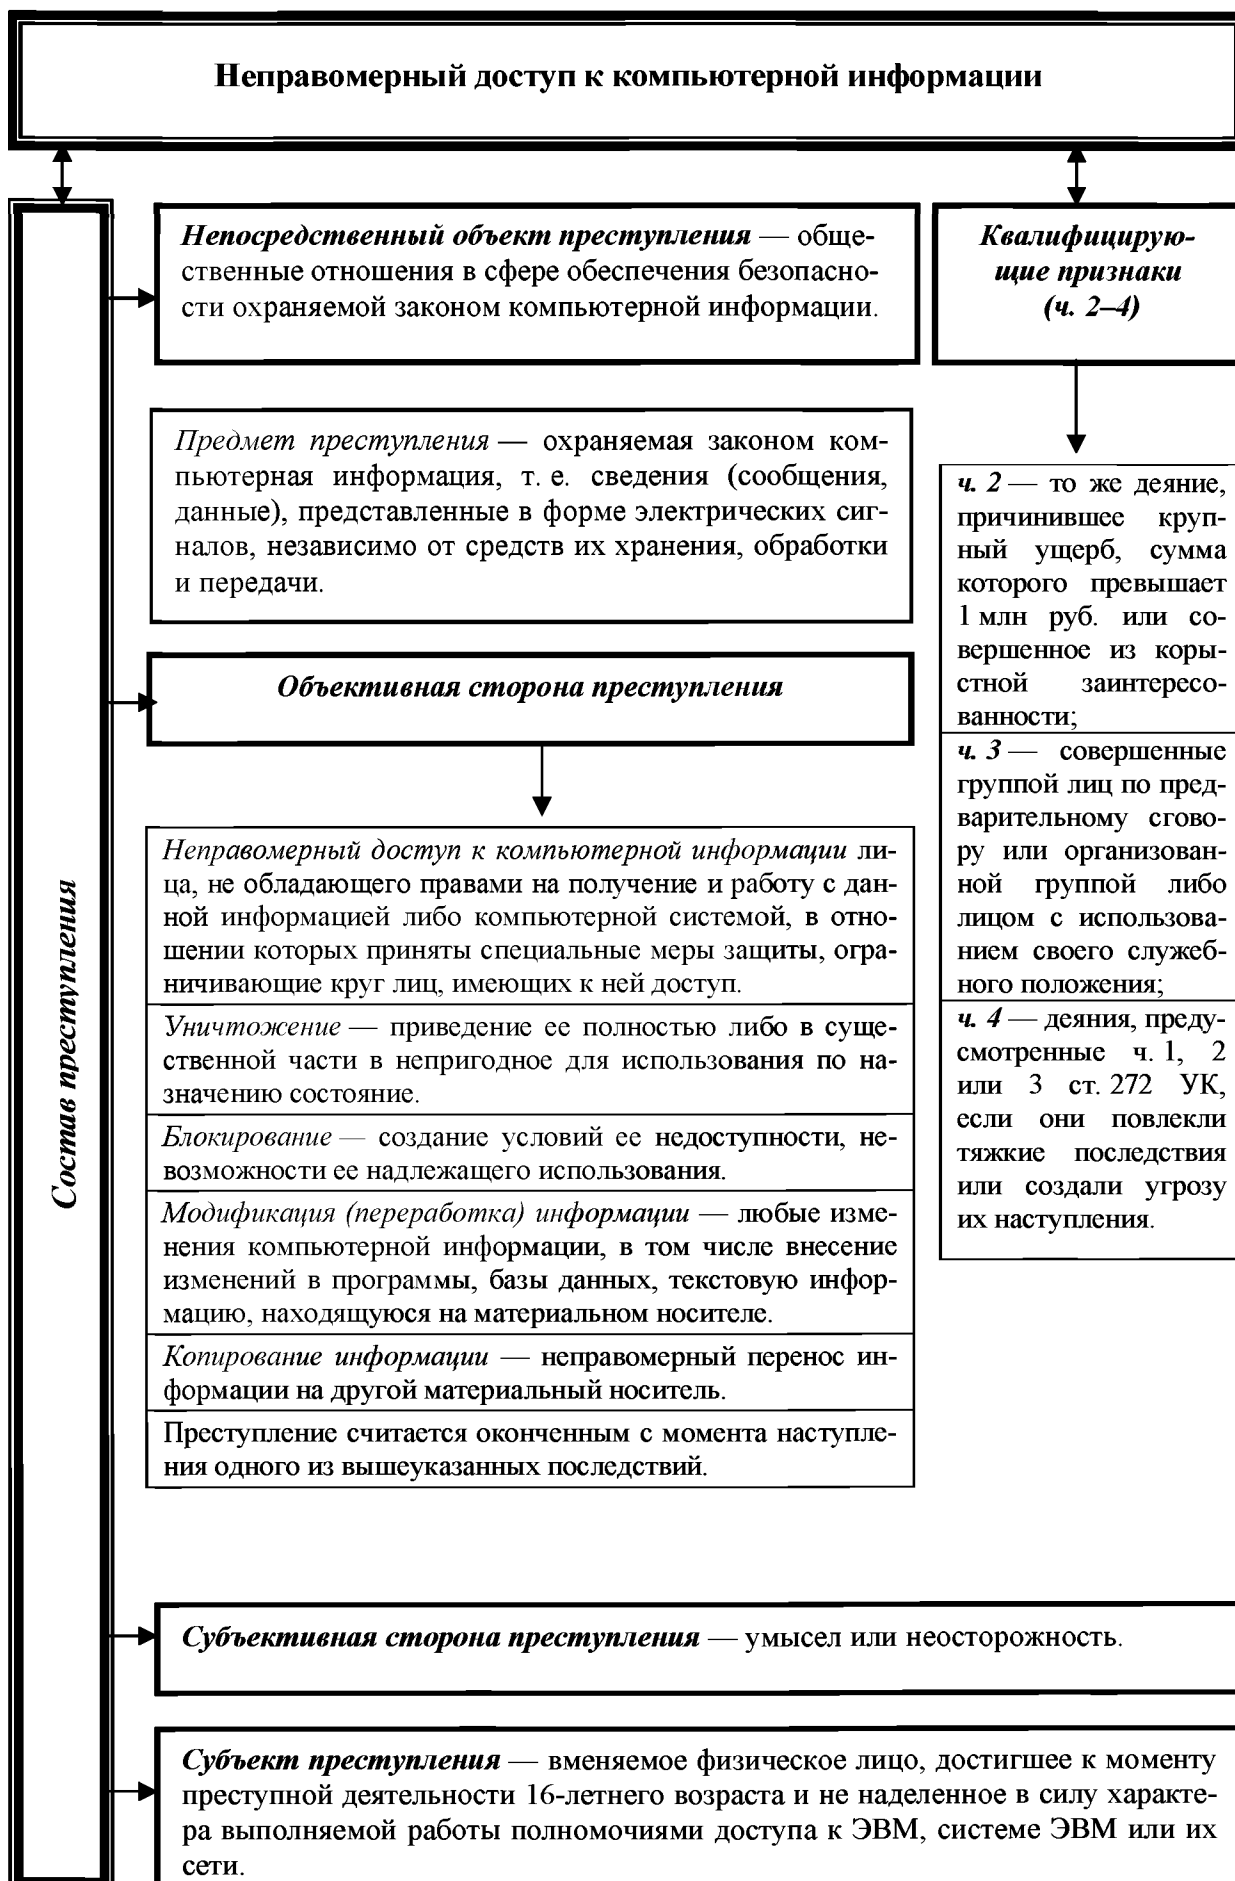 Неправомерный доступ к компьютерной информации
Состав преступления
Непосредственный объект преступления — обще-
ственные отношения в сфере обеспечения безопасно-
сти охраняемой законом компьютерной информации.
Предмет преступления — охраняемая законом ком-
пьютерная информация, т. е. сведения (сообщения,
данные), представленные в форме электрических сиг-
налов, независимо от средств их хранения, обработки
и передачи.
Объективная сторона преступления
Неправомерный доступ к компьютерной информации ли-
ца, не обладающего правами на получение и работу с дан-
ной информацией либо компьютерной системой, в отно-
шении которых приняты специальные меры защиты, огра-
ничивающие круг лиц, имеющих к ней доступ.
Уничтожение — приведение ее полностью либо в суще-
ственной части в непригодное для использования по на-
значению состояние.
Блокирование — создание условий ее недоступности, не-
возможности ее надлежащего использования.
Модификация (переработка) информации — любые изме-
нения компьютерной информации, в том числе внесение
изменений в программы, базы данных, текстовую инфор-
мацию, находящуюся на материальном носителе.
Копирование информации — неправомерный перенос ин-
формации на другой материальный носитель.
Преступление считается оконченным с момента наступле-
ния одного из вышеуказанных последствий.
Квалифицирую-
щие признаки
(ч. 2–4)
ч. 2 — то же деяние,
причинившее круп-
ный ущерб, сумма
которого превышает
1 млн руб. или со-
вершенное из коры-
стной заинтересо-
ванности;
ч. 3 — совершенные
группой лиц по пред-
варительному сгово-
ру или организован-
ной группой либо
лицом с использова-
нием своего служеб-
ного положения;
ч. 4 — деяния, преду-
смотренные ч. 1, 2
или 3 ст. 272 УК,
если они повлекли
тяжкие последствия
или создали угрозу
их наступления.
Субъективная сторона преступления — умысел или неосторожность.
Субъект преступления — вменяемое физическое лицо, достигшее к моменту
преступной деятельности 16-летнего возраста и не наделенное в силу характе-
ра выполняемой работы полномочиями доступа к ЭВМ, системе ЭВМ или их
сети.